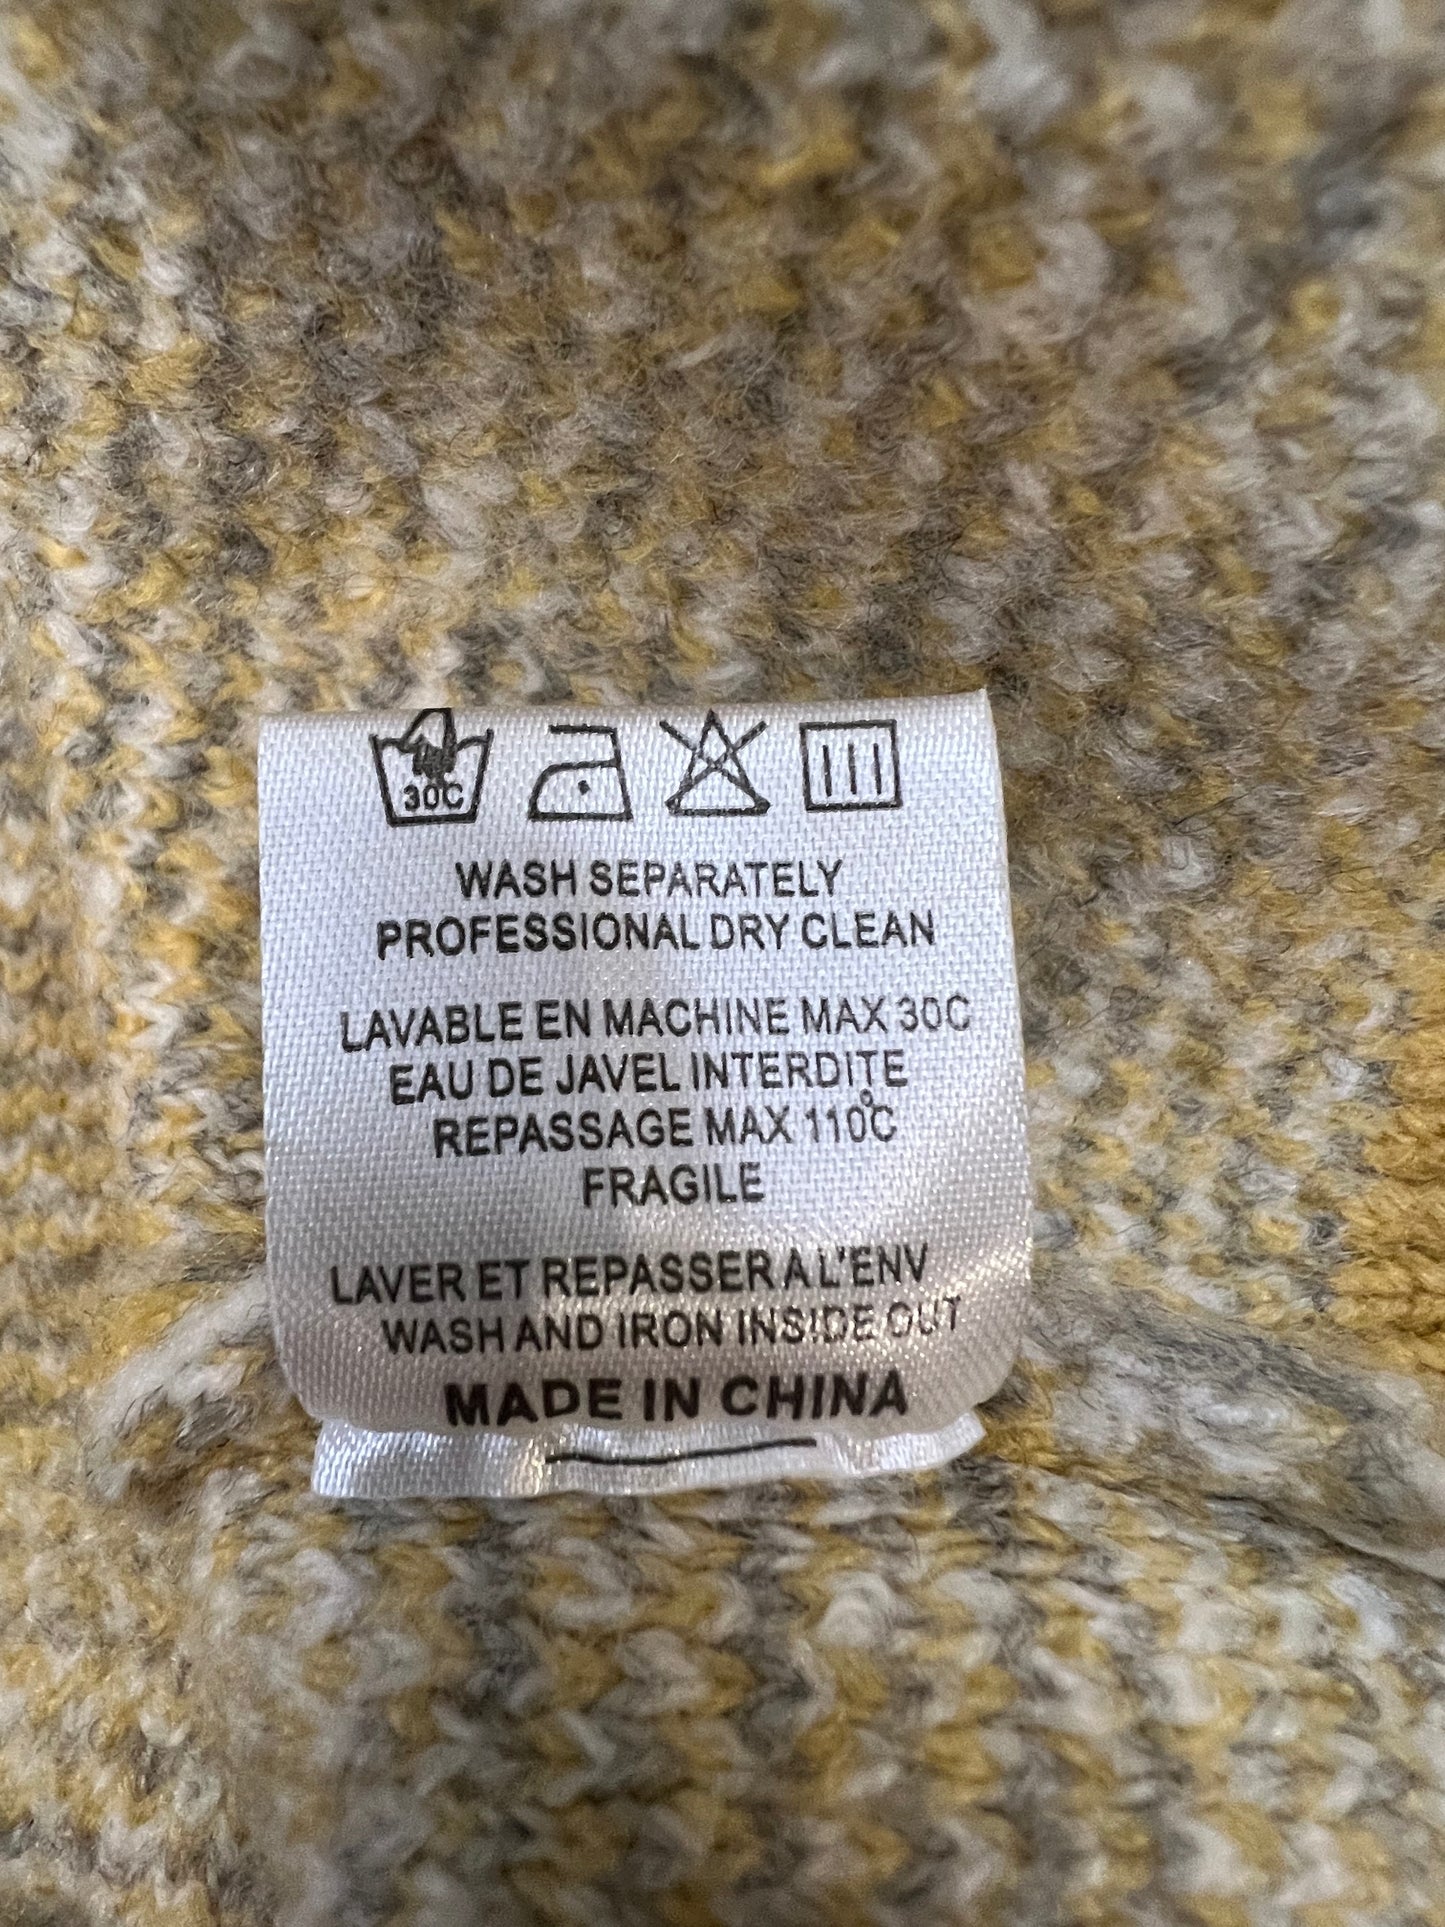 30C
WASH SEPARATELY
PROFESSIONAL DRY CLEAN
LAVABLE EN MACHINE MAX 30C
EAU DE JAVEL INTERDITE
REPASSAGE MAX 110°C
FRAGILE
LAVER ET REPASSER A L'ENV
WASH AND IRON INSIDE OUT
MADE IN CHINA